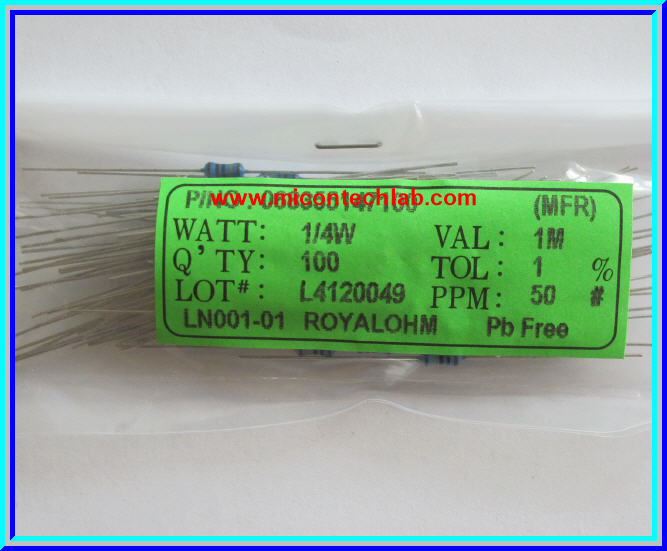 P/NO : (MFR)
www.micontechlab.com
WATT: 1/4W VAL: 1M
Q'TY: 100 TOL: 1 %
LOT#: L4120049 PPM: 50 #
LN001-01 ROYALOHM Pb Free